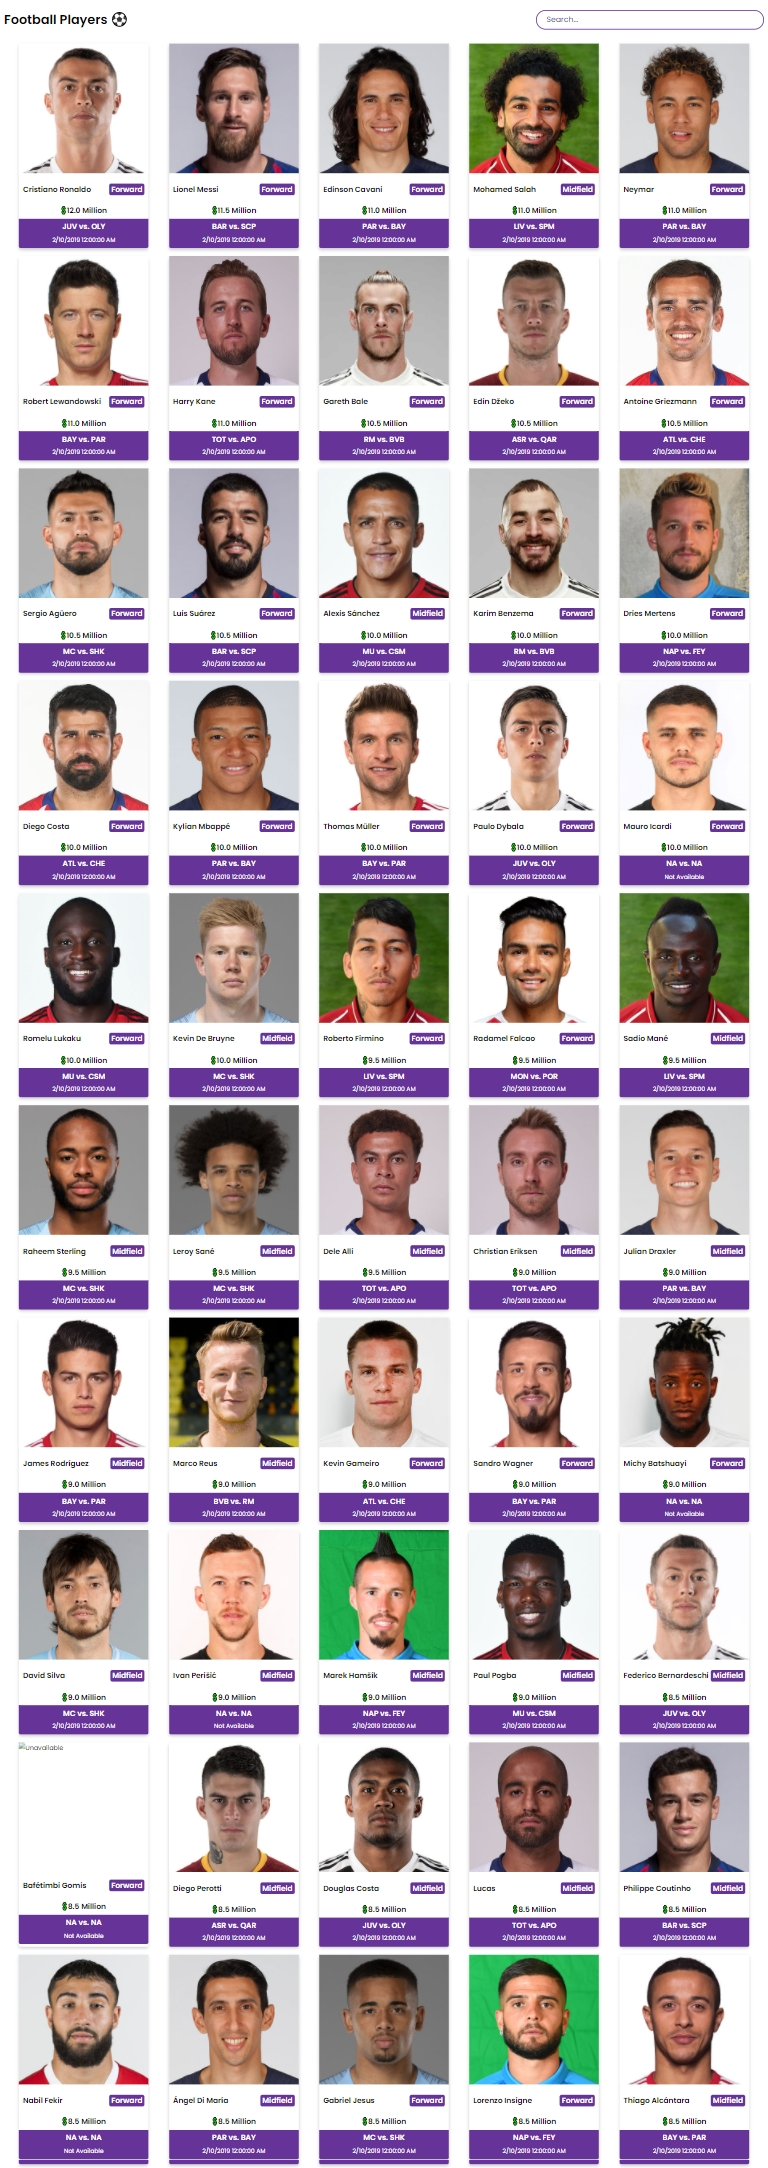 Football Players
Search...
Cristiano Ronaldo Forward
12.0 Million
JUV vs. OLY
2/10/2019 12:00:00 AM
Lionel Messi Forward
11.5 Million
BAR vs. SCP
2/10/2019 12:00:00 AM
Edinson Cavani Forward
11.0 Million
PAR vs. BAY
2/10/2019 12:00:00 AM
Mohamed Salah Midfield
11.0 Million
LIV vs. SPM
2/10/2019 12:00:00 AM
Neymar Forward
11.0 Million
PAR vs. BAY
2/10/2019 12:00:00 AM
Robert Lewandowski Forward
11.0 Million
BAY vs. PAR
2/10/2019 12:00:00 AM
Harry Kane Forward
11.0 Million
TOT vs. APO
2/10/2019 12:00:00 AM
Gareth Bale Forward
10.5 Million
RM vs. BVB
2/10/2019 12:00:00 AM
Edin Džeko Forward
10.5 Million
ASR vs. QAR
2/10/2019 12:00:00 AM
Antoine Griezmann Forward
10.5 Million
ATL vs. CHE
2/10/2019 12:00:00 AM
Sergio Agüero Forward
10.5 Million
MC vs. SHK
2/10/2019 12:00:00 AM
Luis Suárez Forward
10.5 Million
BAR vs. SCP
2/10/2019 12:00:00 AM
Alexis Sánchez Midfield
10.0 Million
MU vs. CSM
2/10/2019 12:00:00 AM
Karim Benzema Forward
10.0 Million
RM vs. BVB
2/10/2019 12:00:00 AM
Dries Mertens Forward
10.0 Million
NAP vs. FEY
2/10/2019 12:00:00 AM
Diego Costa Forward
10.0 Million
ATL vs. CHE
2/10/2019 12:00:00 AM
Kylian Mbappé Forward
10.0 Million
PAR vs. BAY
2/10/2019 12:00:00 AM
Thomas Müller Forward
10.0 Million
BAY vs. PAR
2/10/2019 12:00:00 AM
Paulo Dybala Forward
10.0 Million
JUV vs. OLY
2/10/2019 12:00:00 AM
Mauro Icardi Forward
10.0 Million
NA vs. NA
Not Available
Romelu Lukaku Forward
10.0 Million
MU vs. CSM
2/10/2019 12:00:00 AM
Kevin De Bruyne Midfield
10.0 Million
MC vs. SHK
2/10/2019 12:00:00 AM
Roberto Firmino Forward
9.5 Million
LIV vs. SPM
2/10/2019 12:00:00 AM
Radamel Falcao Forward
9.5 Million
MON vs. POR
2/10/2019 12:00:00 AM
Sadio Mané Midfield
9.5 Million
LIV vs. SPM
2/10/2019 12:00:00 AM
Raheem Sterling Midfield
9.5 Million
MC vs. SHK
2/10/2019 12:00:00 AM
Leroy Sané Midfield
9.5 Million
MC vs. SHK
2/10/2019 12:00:00 AM
Dele Alli Midfield
9.5 Million
TOT vs. APO
2/10/2019 12:00:00 AM
Christian Eriksen Midfield
9.0 Million
TOT vs. APO
2/10/2019 12:00:00 AM
Julian Draxler Midfield
9.0 Million
PAR vs. BAY
2/10/2019 12:00:00 AM
James Rodríguez Midfield
9.0 Million
BAY vs. PAR
2/10/2019 12:00:00 AM
Marco Reus Midfield
9.0 Million
BVB vs. RM
2/10/2019 12:00:00 AM
Kevin Gameiro Forward
9.0 Million
ATL vs. CHE
2/10/2019 12:00:00 AM
Sandro Wagner Forward
9.0 Million
BAY vs. PAR
2/10/2019 12:00:00 AM
Michy Batshuayi Forward
9.0 Million
NA vs. NA
Not Available
David Silva Midfield
9.0 Million
MC vs. SHK
2/10/2019 12:00:00 AM
Ivan Perišić Midfield
9.0 Million
NA vs. NA
Not Available
Marek Hamšík Midfield
9.0 Million
NAP vs. FEY
2/10/2019 12:00:00 AM
Paul Pogba Midfield
9.0 Million
MU vs. CSM
2/10/2019 12:00:00 AM
Federico Bernardeschi Midfield
8.5 Million
JUV vs. OLY
2/10/2019 12:00:00 AM
Unavailable
Bafétimbi Gomis Forward
8.5 Million
NA vs. NA
Not Available
Diego Perotti Midfield
8.5 Million
ASR vs. QAR
2/10/2019 12:00:00 AM
Douglas Costa Midfield
8.5 Million
JUV vs. OLY
2/10/2019 12:00:00 AM
Lucas Midfield
8.5 Million
TOT vs. APO
2/10/2019 12:00:00 AM
Philippe Coutinho Midfield
8.5 Million
BAR vs. SCP
2/10/2019 12:00:00 AM
Nabil Fekir Forward
8.5 Million
NA vs. NA
Not Available
Ángel Di María Midfield
8.5 Million
PAR vs. BAY
2/10/2019 12:00:00 AM
Gabriel Jesus Forward
8.5 Million
MC vs. SHK
2/10/2019 12:00:00 AM
Lorenzo Insigne Forward
8.5 Million
NAP vs. FEY
2/10/2019 12:00:00 AM
Thiago Alcántara Midfield
8.5 Million
BAY vs. PAR
2/10/2019 12:00:00 AM